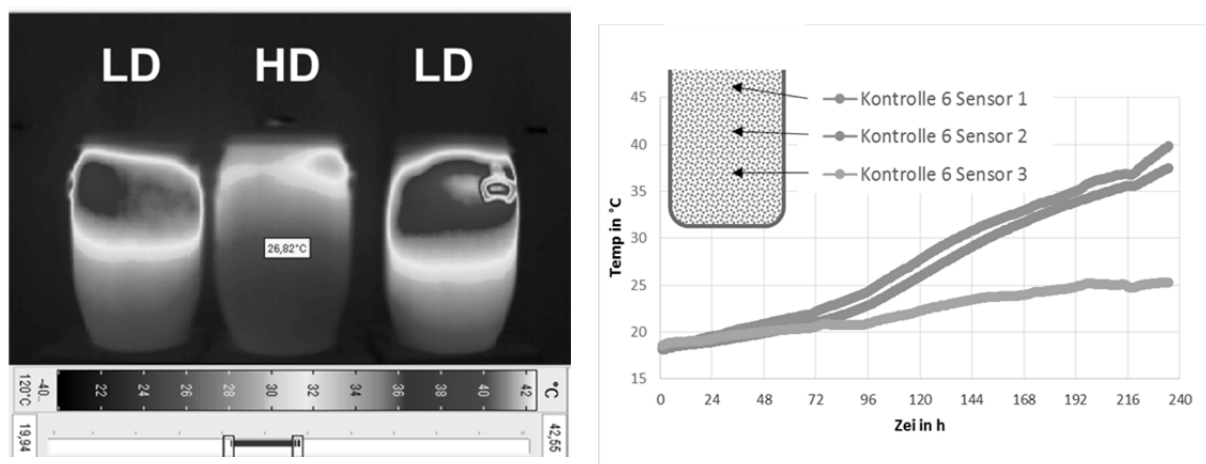 LD HD LD
26,82°C
-40..
120°C
22 24 26 28 30 32 34 36 38 40 42 °C
19,94
42,55
Kontrolle 6 Sensor 1
Kontrolle 6 Sensor 2
Kontrolle 6 Sensor 3
Temp in °C
45
40
35
30
25
20
15
0 24 48 72 96 120 144 168 192 216 240
Zei in h